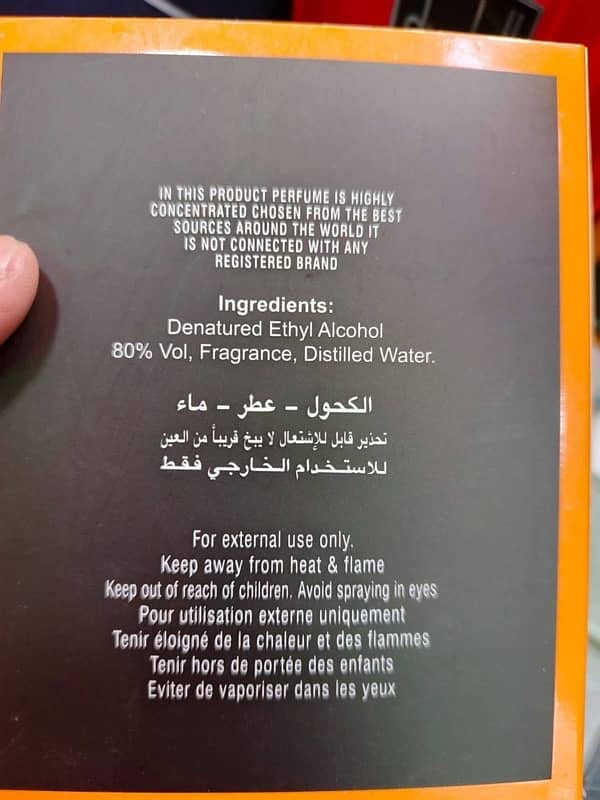 IN THIS PRODUCT PERFUME IS HIGHLY
CONCENTRATED CHOSEN FROM THE BEST
SOURCES AROUND THE WORLD IT
IS NOT CONNECTED WITH ANY
REGISTERED BRAND
Ingredients:
Denatured Ethyl Alcohol
80% Vol, Fragrance, Distilled Water.
الكحول - عطر - ماء
تحذير قابل للإشتعال لا يبخ قريباً من العين
للاستخدام الخارجي فقط
For external use only.
Keep away from heat & flame
Keep out of reach of children. Avoid spraying in eyes
Pour utilisation externe uniquement
Tenir éloigné de la chaleur et des flammes
Tenir hors de portée des enfants
Eviter de vaporiser dans les yeux